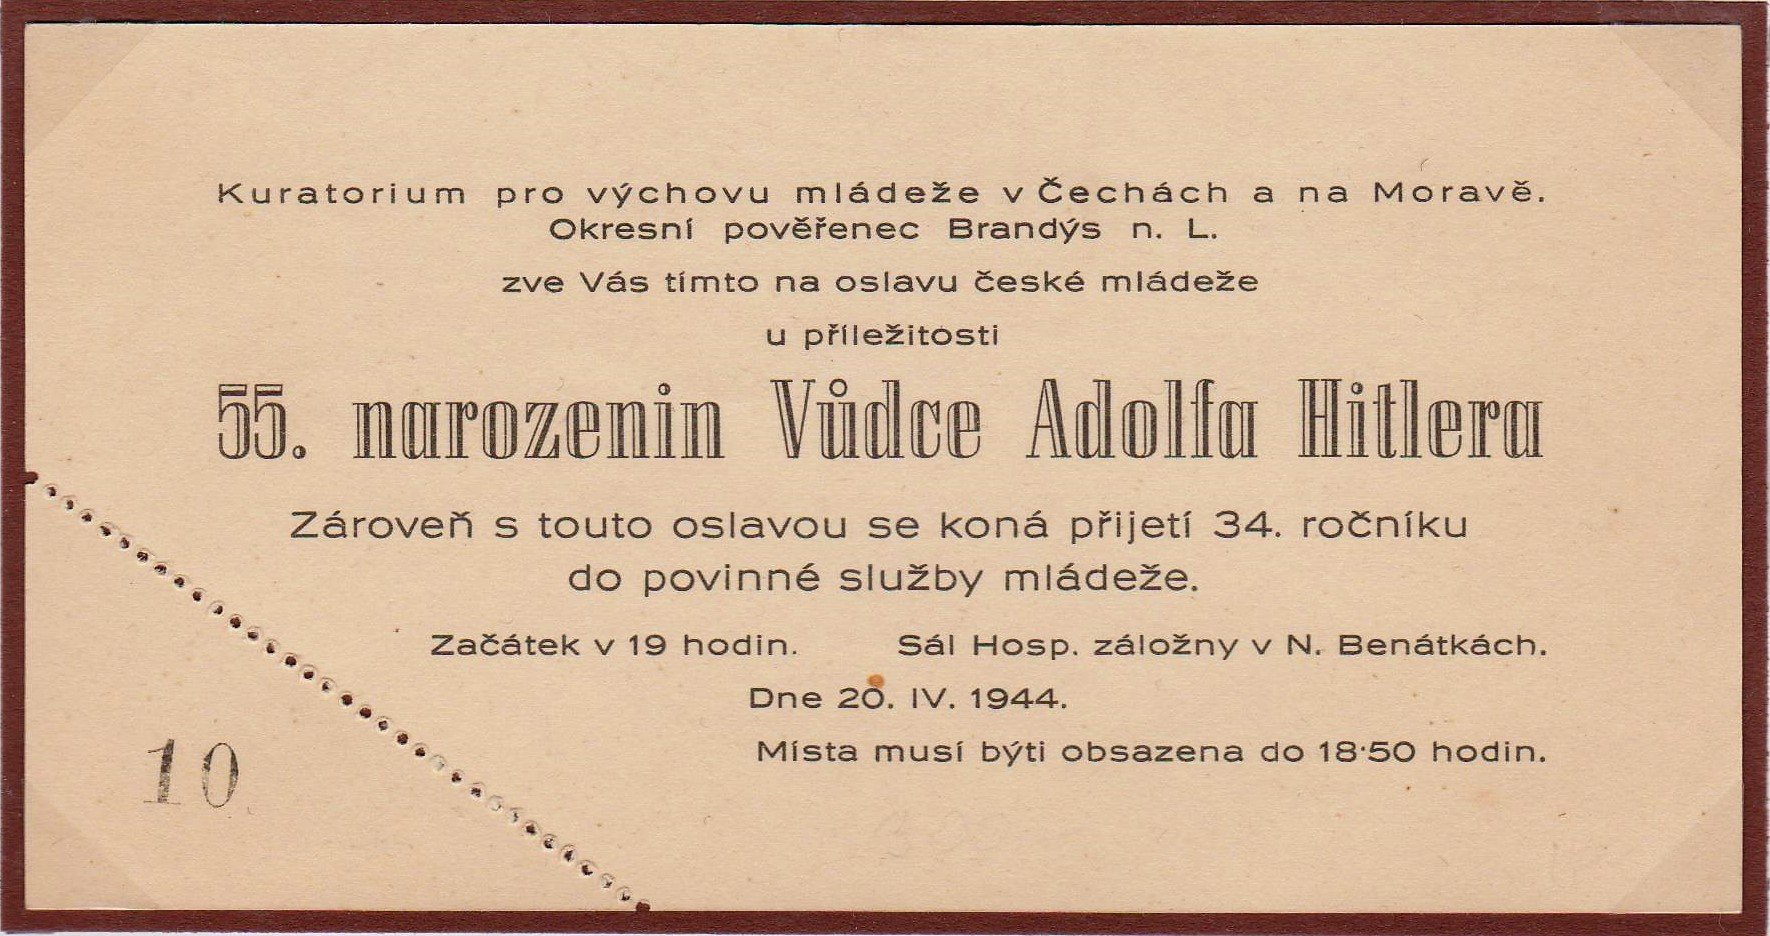 Kuratorium pro výchovu mládeže v Čechách a na Moravě.
Okresní pověřenec Brandýs n. L.
zve Vás tímto na oslavu české mládeže
u příležitosti
55. narozenin Vůdce Adolfa Hitlera
Zároveň s touto oslavou se koná přijetí 34. ročníku
do povinné služby mládeže.
Začátek v 19 hodin. Sál Hosp. záložny v N. Benátkách.
Dne 20. IV. 1944.
Místa musí býti obsazena do 18·50 hodin.
10